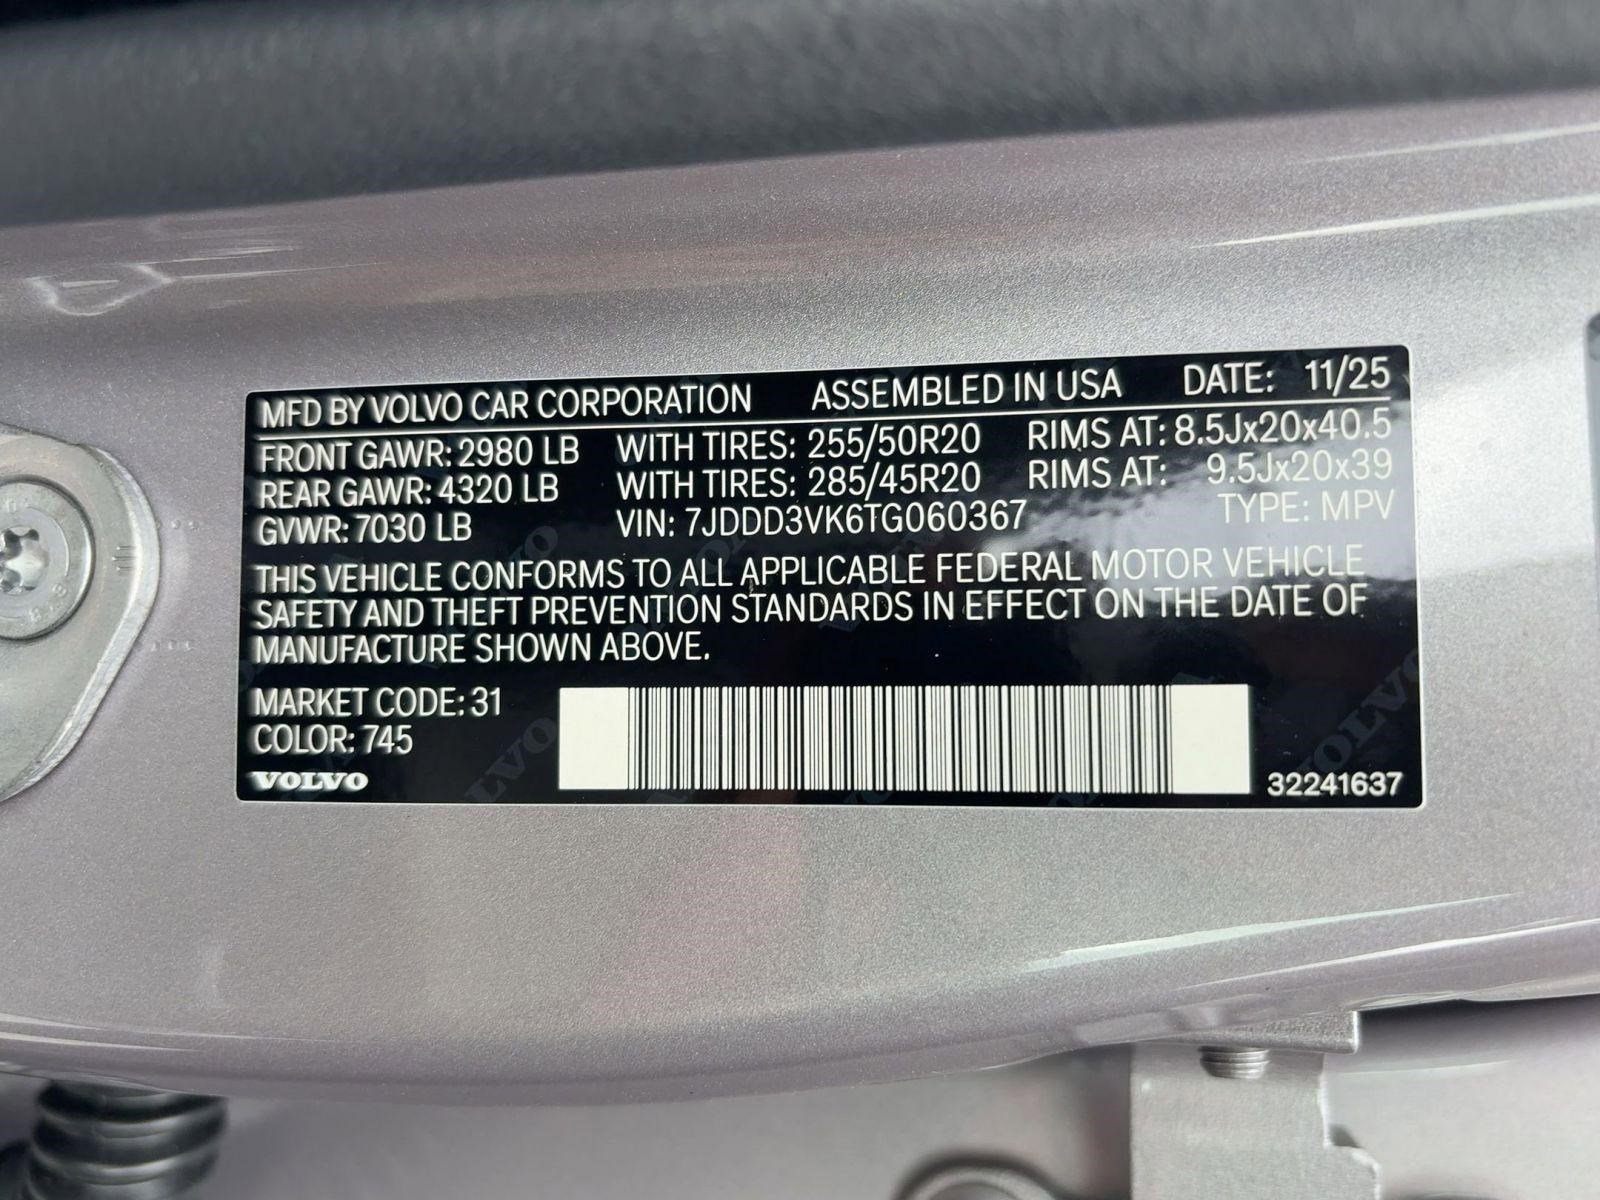 MFD BY VOLVO CAR CORPORATION ASSEMBLED IN USA DATE: 11/25
FRONT GAWR: 2980 LB WITH TIRES: 255/50R20 RIMS AT: 8.5Jx20x40.5
REAR GAWR: 4320 LB WITH TIRES: 285/45R20 RIMS AT: 9.5Jx20x39
GVWR: 7030 LB VIN: 7JDDD3VK6TG060367 TYPE: MPV
THIS VEHICLE CONFORMS TO ALL APPLICABLE FEDERAL MOTOR VEHICLE
SAFETY AND THEFT PREVENTION STANDARDS IN EFFECT ON THE DATE OF
MANUFACTURE SHOWN ABOVE.
MARKET CODE: 31
COLOR: 745
VOLVO
32241637